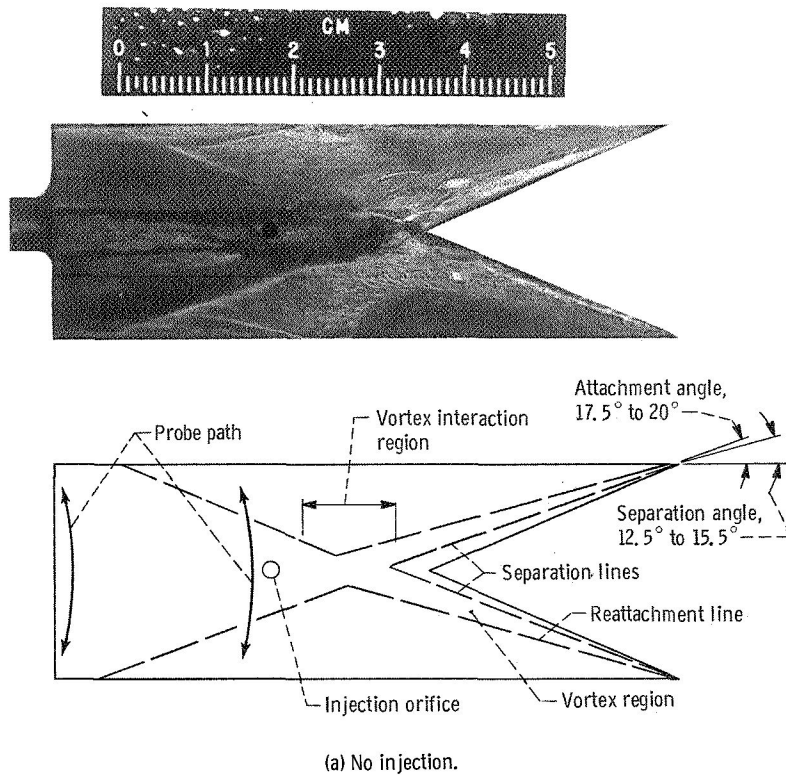 CM
0 1 2 3 4 5
Attachment angle,
17.5° to 20°
Vortex interaction
region
Probe path
Separation angle,
12.5° to 15.5°
Separation lines
Reattachment line
Injection orifice
Vortex region
(a) No injection.